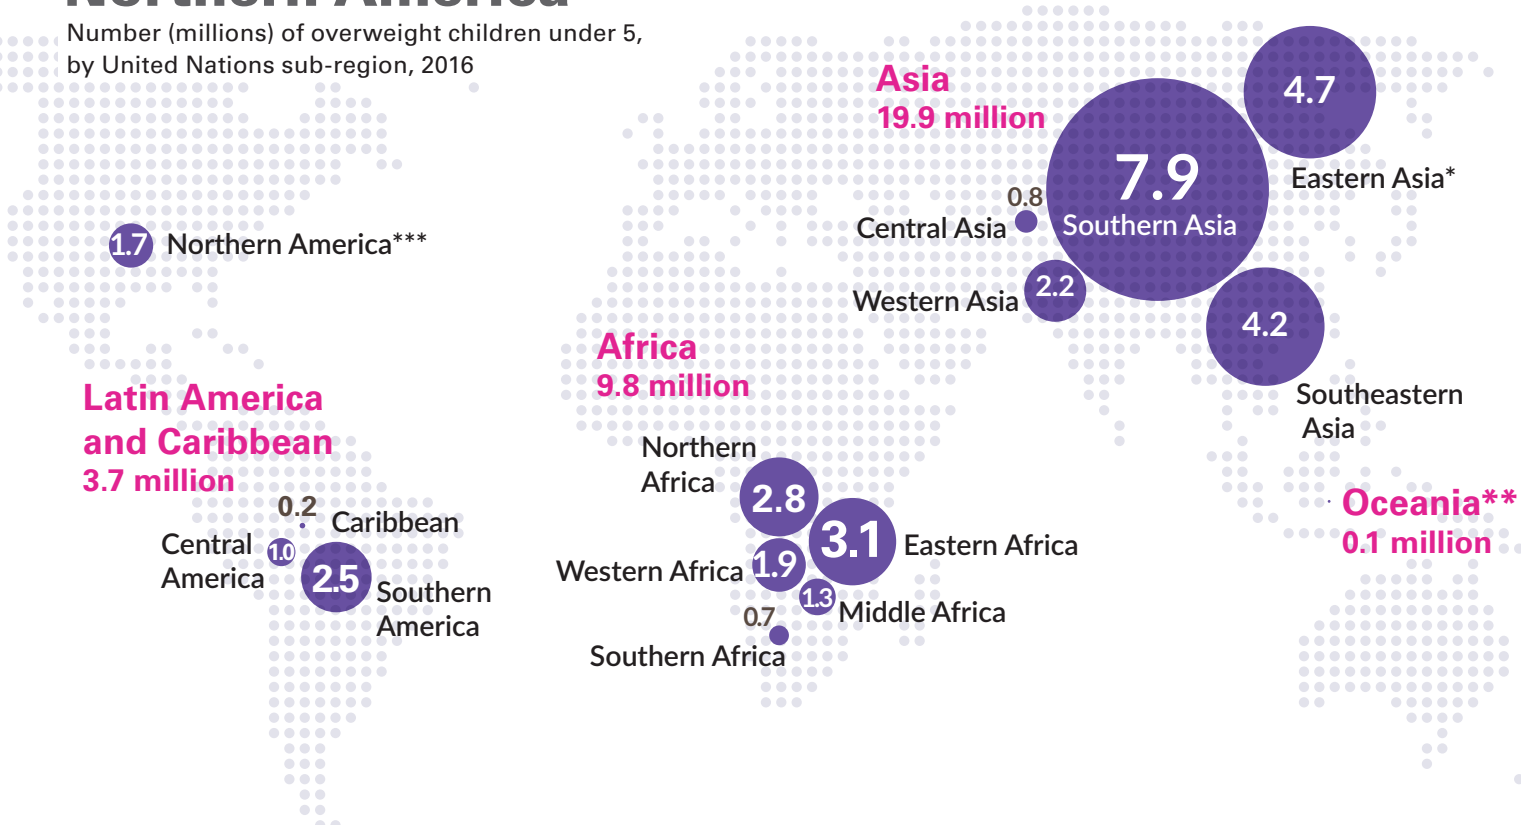 Northern America
Number (millions) of overweight children under 5,
by United Nations sub-region, 2016
Asia
19.9 million
4.7
Eastern Asia*
7.9
Southern Asia
0.8
Central Asia
2.2
Western Asia
4.2
Southeastern
Asia
1.7 Northern America***
Africa
9.8 million
Northern
Africa
2.8
3.1 Eastern Africa
Western Africa 1.9
1.3 Middle Africa
0.7
Southern Africa
Latin America
and Caribbean
3.7 million
0.2
Caribbean
Central
America
1.0
2.5
Southern
America
Oceania**
0.1 million